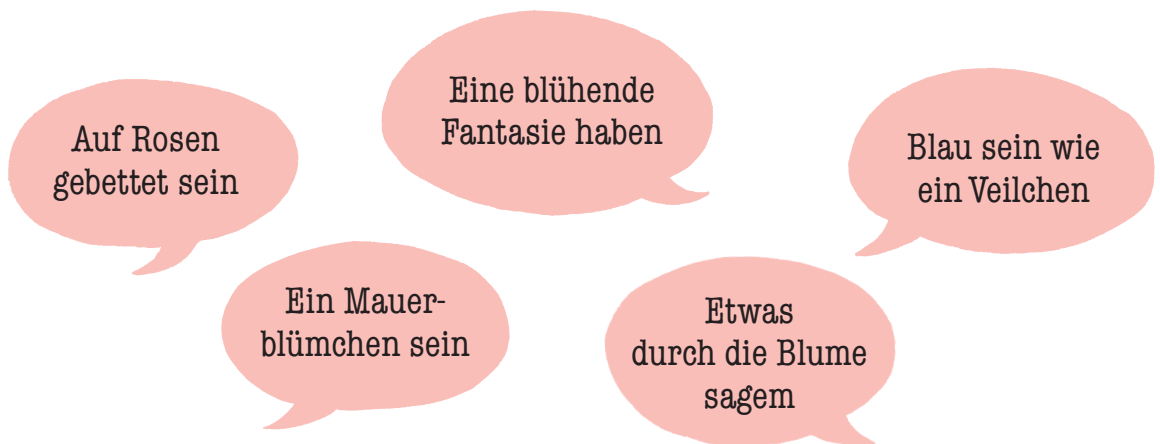 Auf Rosen
gebettet sein
Eine blühende
Fantasie haben
Blau sein wie
ein Veilchen
Ein Mauer-
blümchen sein
Etwas
durch die Blume
sagem